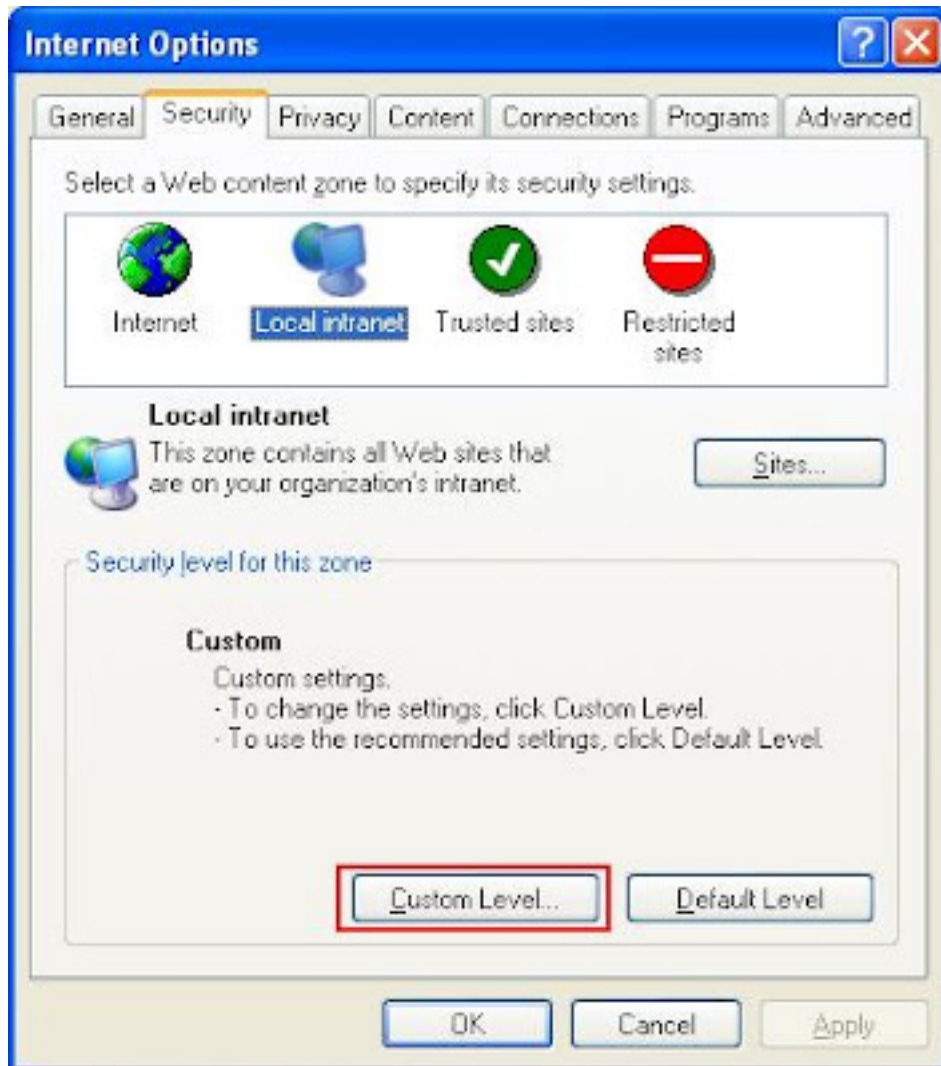 Internet Options
General Security Privacy Content Connections Programs Advanced
Select a Web content zone to specify its security settings.
Internet Local intranet Trusted sites Restricted
sites
Local intranet
This zone contains all Web sites that
are on your organization's intranet.
Sites...
Security level for this zone
Custom
Custom settings.
- To change the settings, click Custom Level.
- To use the recommended settings, click Default Level.
Custom Level... Default Level
OK Cancel Apply